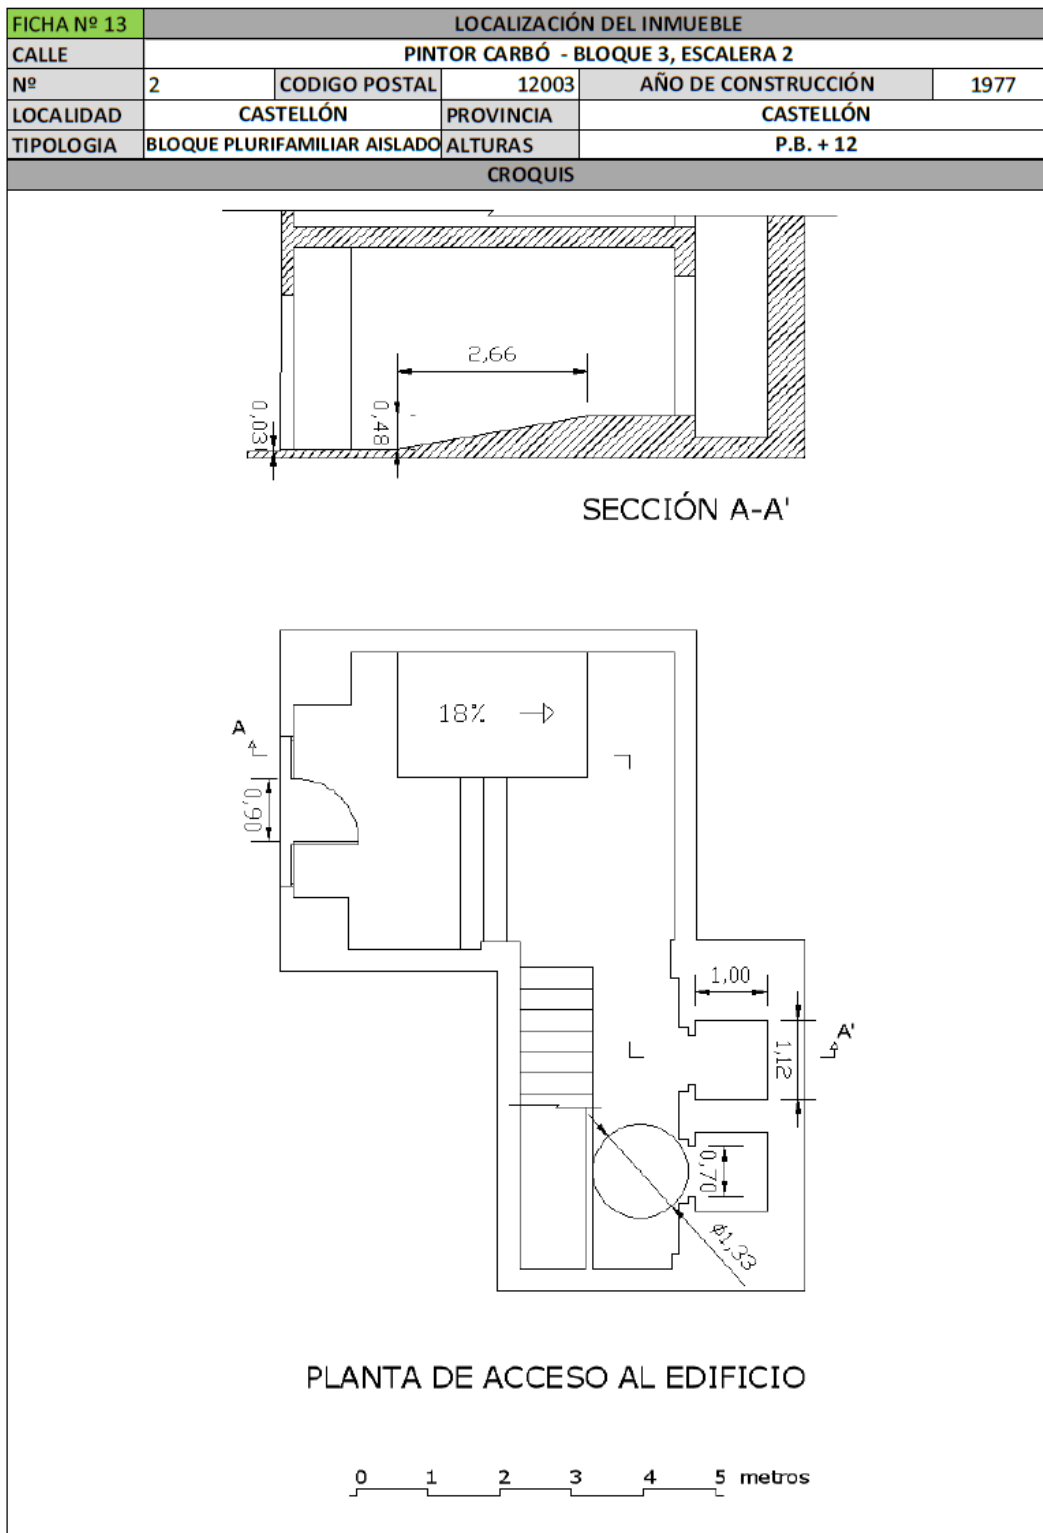 FICHA Nº 13 LOCALIZACIÓN DEL INMUEBLE
CALLE PINTOR CARBÓ - BLOQUE 3, ESCALERA 2
Nº 2 CODIGO POSTAL 12003 AÑO DE CONSTRUCCIÓN 1977
LOCALIDAD CASTELLÓN PROVINCIA CASTELLÓN
TIPOLOGIA BLOQUE PLURIFAMILIAR AISLADO ALTURAS P.B. + 12
CROQUIS
2,66
0,03
0,48
SECCIÓN A-A'
18%
A
0,90
1,00
A'
1,12
0,70
ø1,33
PLANTA DE ACCESO AL EDIFICIO
0 1 2 3 4 5 metros